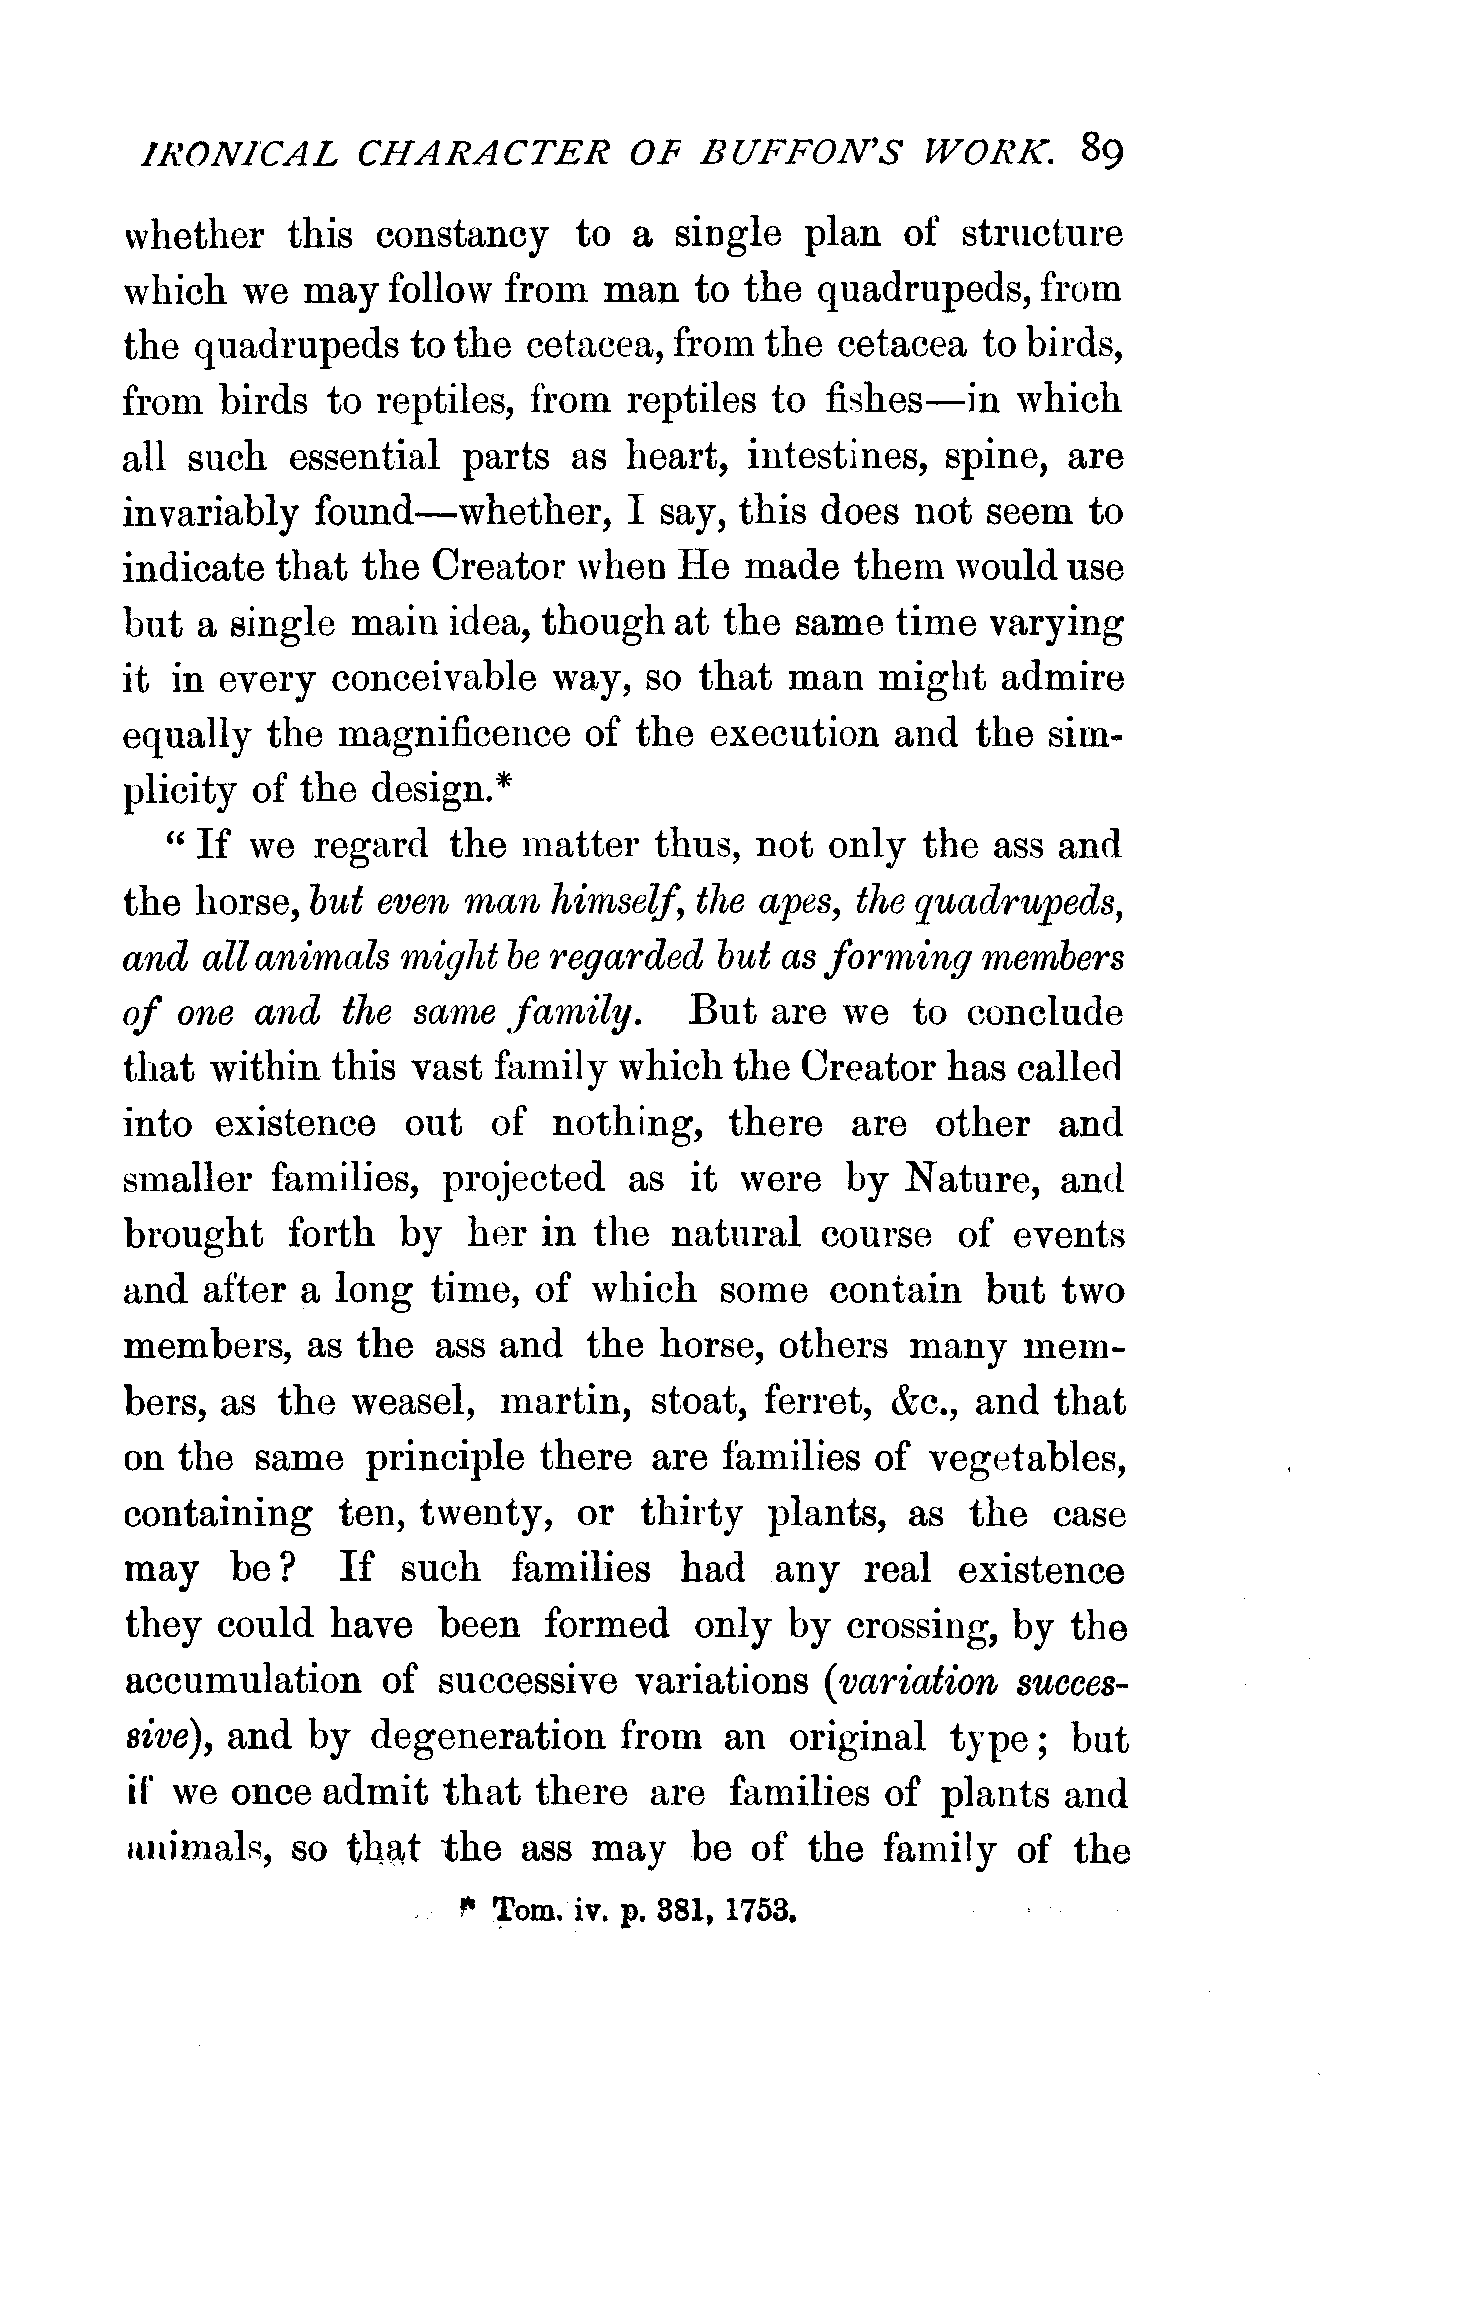 IRONICAL CHARACTER OF BUFFON'S WORK. 89
whether this constancy to a single plan of structure
which we may follow from man to the quadrupeds, from
the quadrupeds to the cetacea, from the cetacea to birds,
from birds to reptiles, from reptiles to fishes—in which
all such essential parts as heart, intestines, spine, are
invariably found—whether, I say, this does not seem to
indicate that the Creator when He made them would use
but a single main idea, though at the same time varying
it in every conceivable way, so that man might admire
equally the magnificence of the execution and the sim-
plicity of the design.*
“ If we regard the matter thus, not only the ass and
the horse, but even man himself, the apes, the quadrupeds,
and all animals might be regarded but as forming members
of one and the same family. But are we to conclude
that within this vast family which the Creator has called
into existence out of nothing, there are other and
smaller families, projected as it were by Nature, and
brought forth by her in the natural course of events
and after a long time, of which some contain but two
members, as the ass and the horse, others many mem-
bers, as the weasel, martin, stoat, ferret, &c., and that
on the same principle there are families of vegetables,
containing ten, twenty, or thirty plants, as the case
may be? If such families had any real existence
they could have been formed only by crossing, by the
accumulation of successive variations (variation succes-
sive), and by degeneration from an original type; but
if we once admit that there are families of plants and
animals, so that the ass may be of the family of the
* Tom. iv. p. 381, 1753.